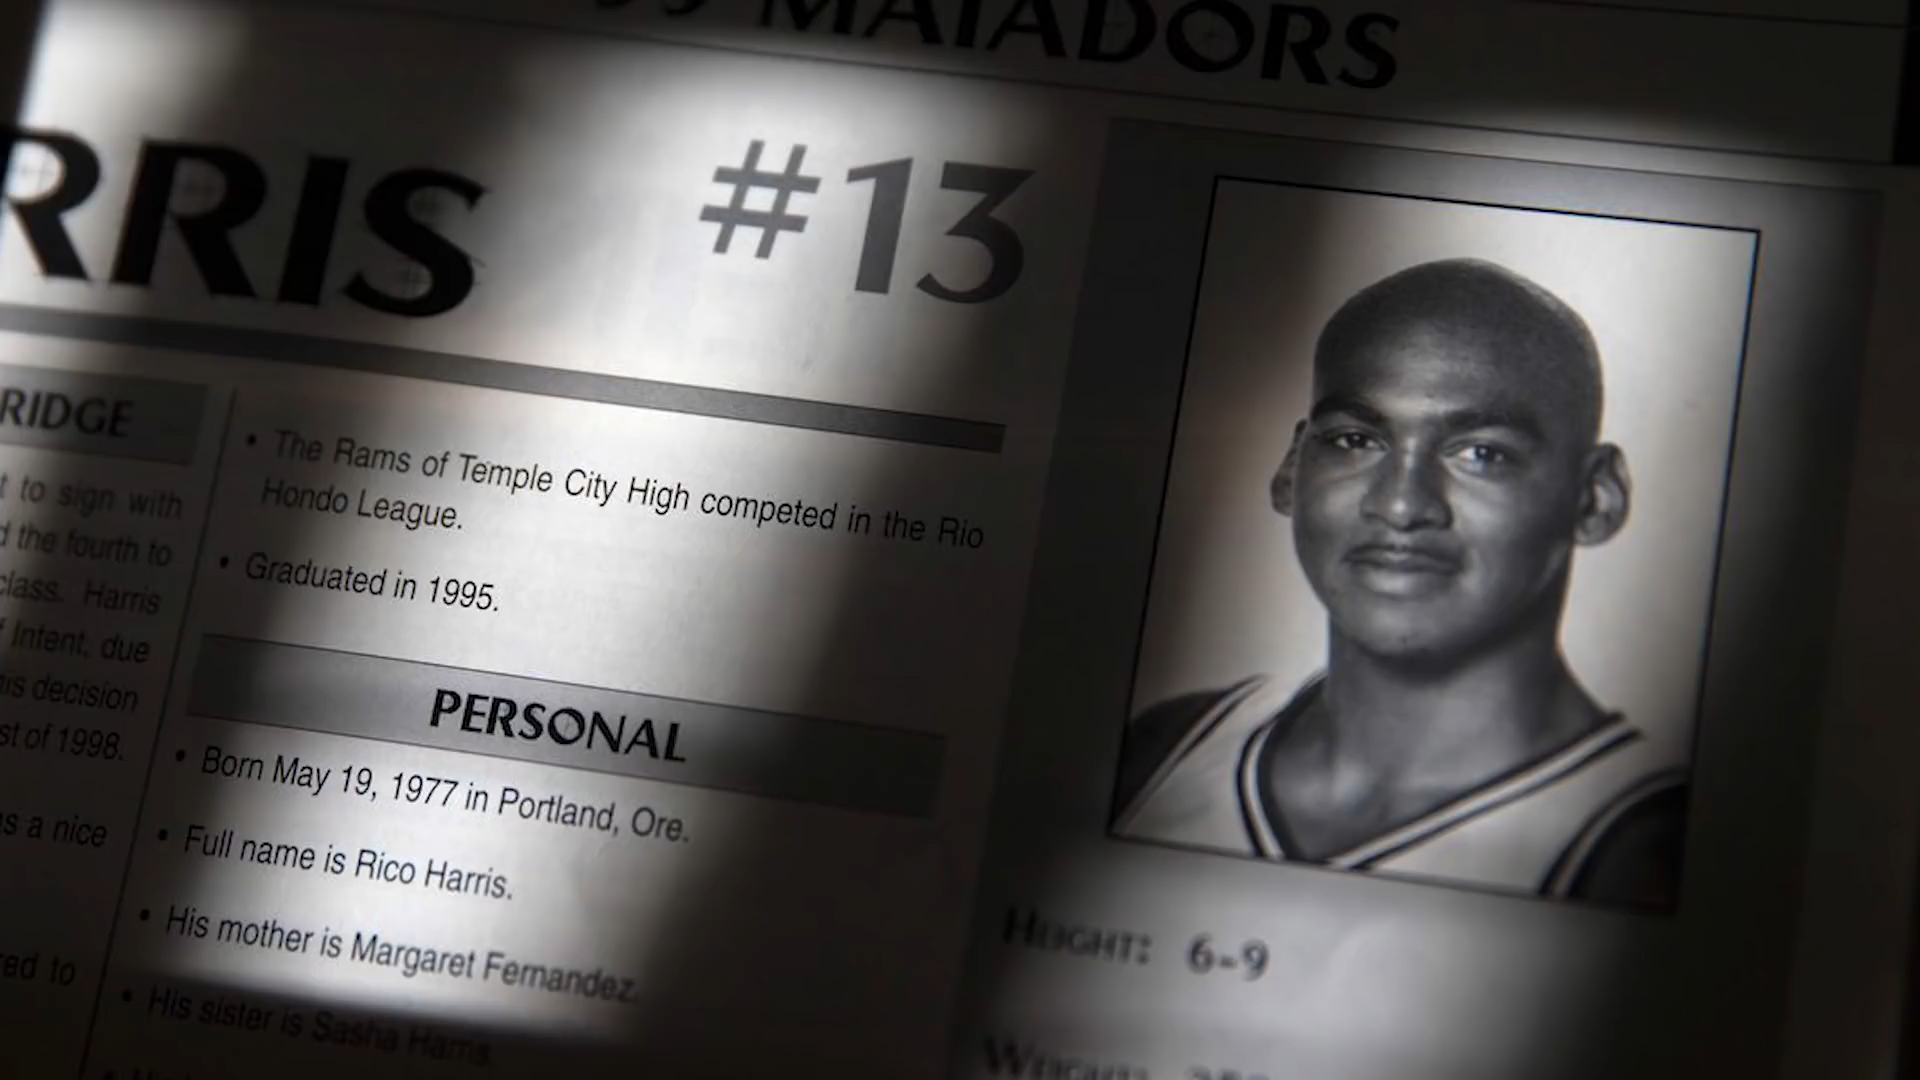 MATADORS
RRIS #13
RIDGE
t to sign with
d the fourth to
class. Harris
f Intent, due
his decision
st of 1998.
s a nice
red to
• The Rams of Temple City High competed in the Rio
Hondo League.
• Graduated in 1995.
PERSONAL
• Born May 19, 1977 in Portland, Ore.
• Full name is Rico Harris.
• His mother is Margaret Fernandez.
• His sister is Sasha Harris.
HEIGHT: 6-9
WEIGHT: